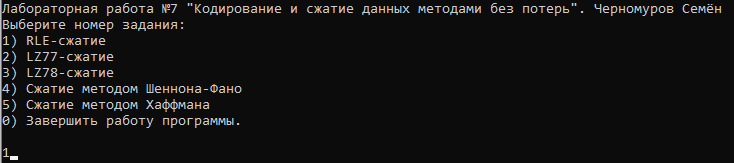 Лабораторная работа №7 "Кодирование и сжатие данных методами без потерь". Черномуров Семён
Выберите номер задания:
1) RLE-сжатие
2) LZ77-сжатие
3) LZ78-сжатие
4) Сжатие методом Шеннона-Фано
5) Сжатие методом Хаффмана
0) Завершить работу программы.
1